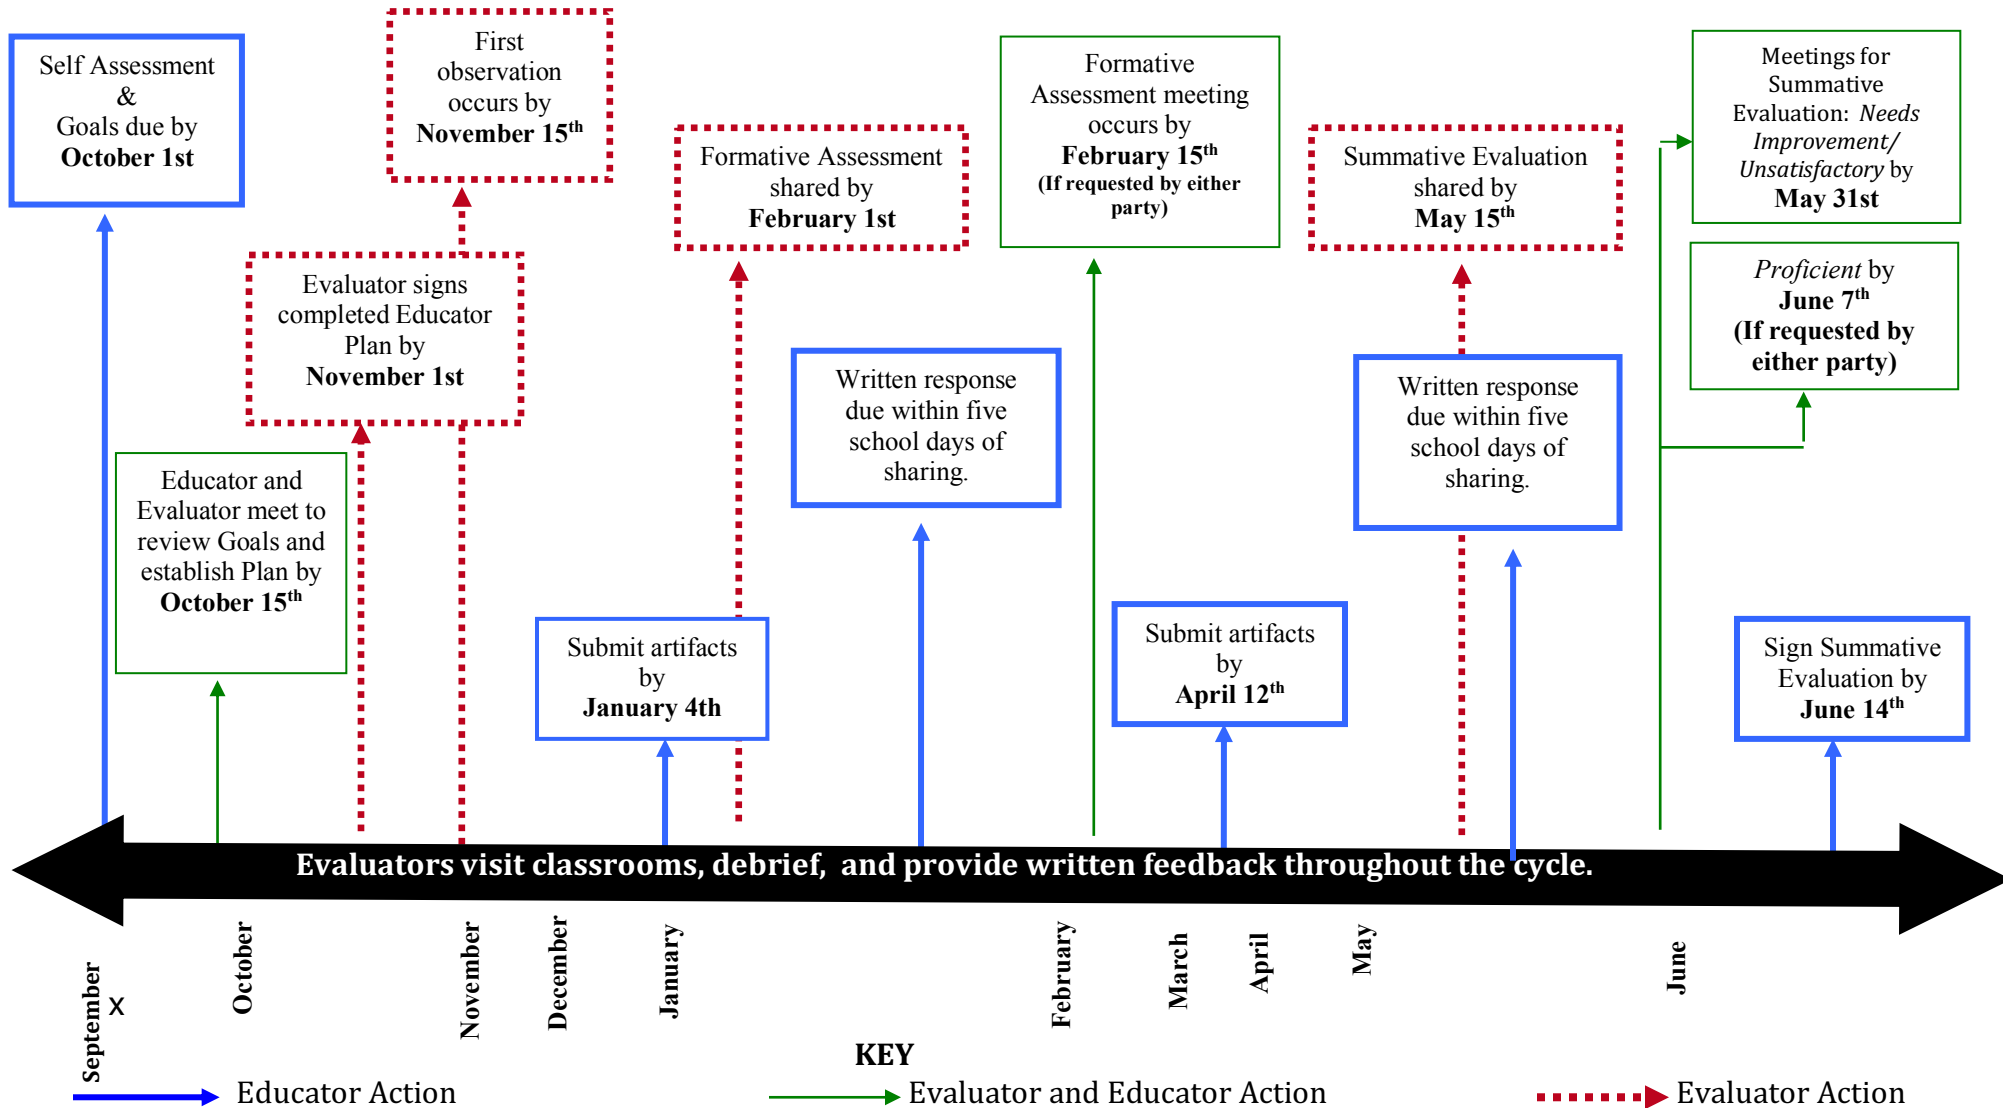 Self Assessment
&
Goals due by
October 1st
First
observation
occurs by
November 15th
Formative
Assessment meeting
occurs by
February 15th
(If requested by either
party)
Meetings for
Summative
Evaluation: Needs
Improvement/
Unsatisfactory by
May 31st
Formative Assessment
shared by
February 1st
Summative Evaluation
shared by
May 15th
Evaluator signs
completed Educator
Plan by
November 1st
Proficient by
June 7th
(If requested by
either party)
Written response
due within five
school days of
sharing.
Written response
due within five
school days of
sharing.
Educator and
Evaluator meet to
review Goals and
establish Plan by
October 15th
Submit artifacts
by
January 4th
Submit artifacts
by
April 12th
Sign Summative
Evaluation by
June 14th
Evaluators visit classrooms, debrief, and provide written feedback throughout the cycle.
September
x
October
November
December
January
February
March
April
May
June
KEY
Educator Action
Evaluator and Educator Action
Evaluator Action